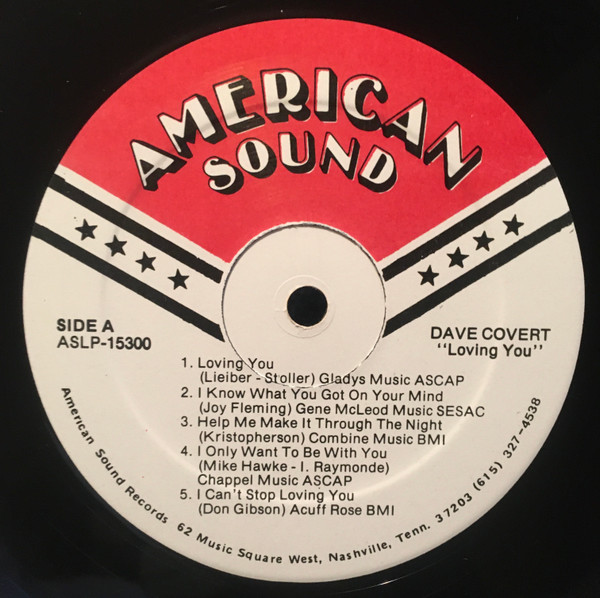 AMERICAN
SOUND
SIDE A
ASLP-15300
DAVE COVERT
"Loving You"
1. Loving You
(Lieiber - Stoller) Gladys Music ASCAP
2. I Know What You Got On Your Mind
(Joy Fleming) Gene McLeod Music SESAC
3. Help Me Make It Through The Night
(Kristopherson) Combine Music BMI
4. I Only Want To Be With You
(Mike Hawke - I. Raymonde)
Chappel Music ASCAP
5. I Can't Stop Loving You
(Don Gibson) Acuff Rose BMI
American Sound Records 62 Music Square West, Nashville, Tenn. 37203 (615) 327-4538